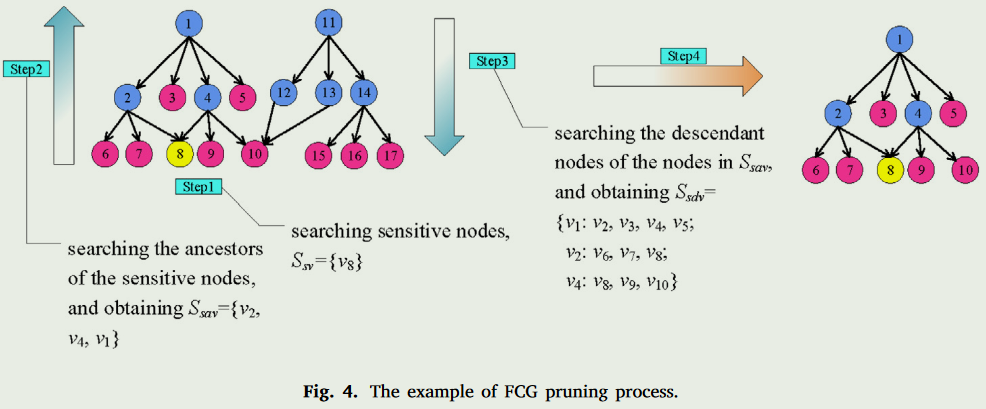 Step2
1
11
2
3
4
5
12
13
14
6
7
8
9
10
15
16
17
Step1
searching the ancestors
of the sensitive nodes,
and obtaining Ssav={v2,
v4, v1}
searching sensitive nodes,
Ssv={v8}
Step3
searching the descendant
nodes of the nodes in Ssav,
and obtaining Ssdv=
{v1: v2, v3, v4, v5;
v2: v6, v7, v8;
v4: v8, v9, v10}
Step4
1
2
3
4
5
6
7
8
9
10
Fig. 4. The example of FCG pruning process.